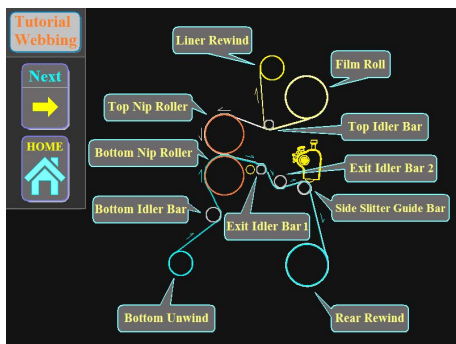 Tutorial
Webbing
Next
HOME
Liner Rewind
Film Roll
Top Nip Roller
Top Idler Bar
Bottom Nip Roller
Exit Idler Bar 2
Bottom Idler Bar
Exit Idler Bar 1
Side Slitter Guide Bar
Bottom Unwind
Rear Rewind